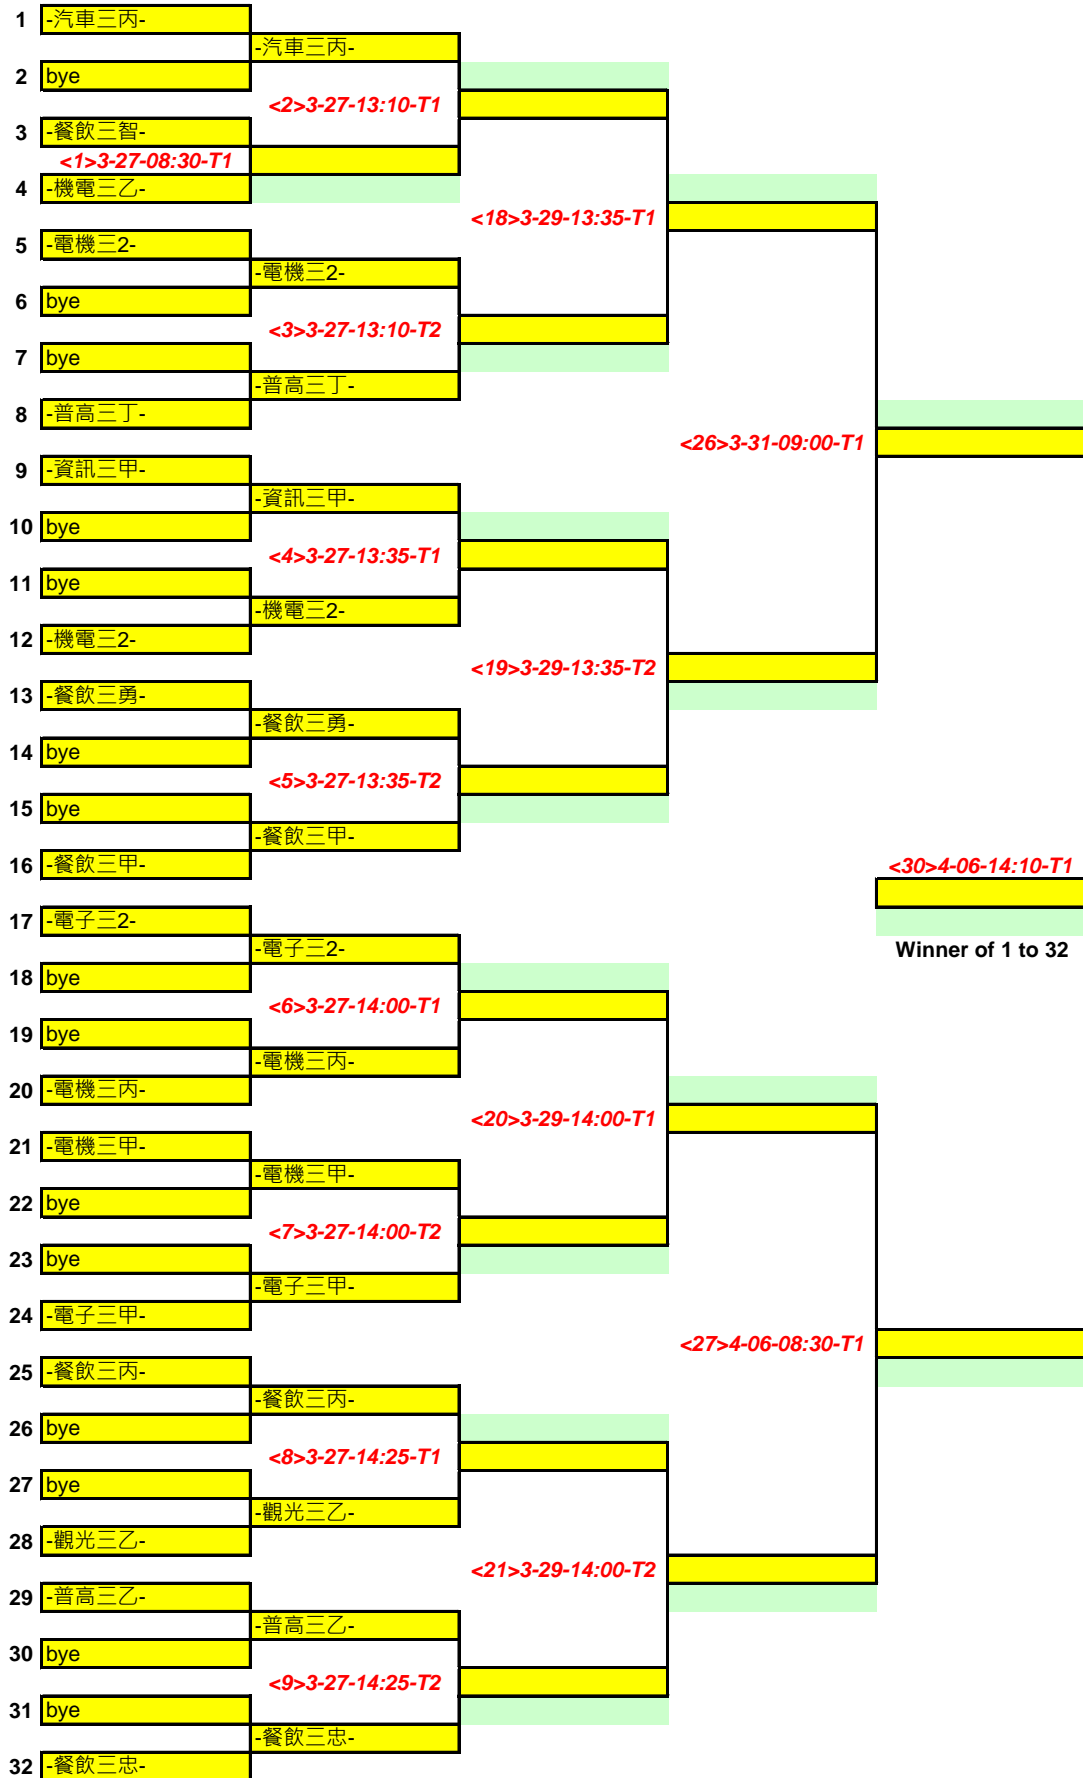 1 -汽車三丙-
-汽車三丙-
2 bye
<2>3-27-13:10-T1
3 -餐飲三智-
<1>3-27-08:30-T1
4 -機電三乙-
<18>3-29-13:35-T1
5 -電機三2-
-電機三2-
6 bye
<3>3-27-13:10-T2
7 bye
-普高三丁-
8 -普高三丁-
<26>3-31-09:00-T1
9 -資訊三甲-
-資訊三甲-
10 bye
<4>3-27-13:35-T1
11 bye
-機電三2-
12 -機電三2-
<19>3-29-13:35-T2
13 -餐飲三勇-
-餐飲三勇-
14 bye
<5>3-27-13:35-T2
15 bye
-餐飲三甲-
16 -餐飲三甲-
<30>4-06-14:10-T1
17 -電子三2-
-電子三2-
Winner of 1 to 32
18 bye
<6>3-27-14:00-T1
19 bye
-電機三丙-
20 -電機三丙-
<20>3-29-14:00-T1
21 -電機三甲-
-電機三甲-
22 bye
<7>3-27-14:00-T2
23 bye
-電子三甲-
24 -電子三甲-
<27>4-06-08:30-T1
25 -餐飲三丙-
-餐飲三丙-
26 bye
<8>3-27-14:25-T1
27 bye
-觀光三乙-
28 -觀光三乙-
<21>3-29-14:00-T2
29 -普高三乙-
-普高三乙-
30 bye
<9>3-27-14:25-T2
31 bye
-餐飲三忠-
32 -餐飲三忠-